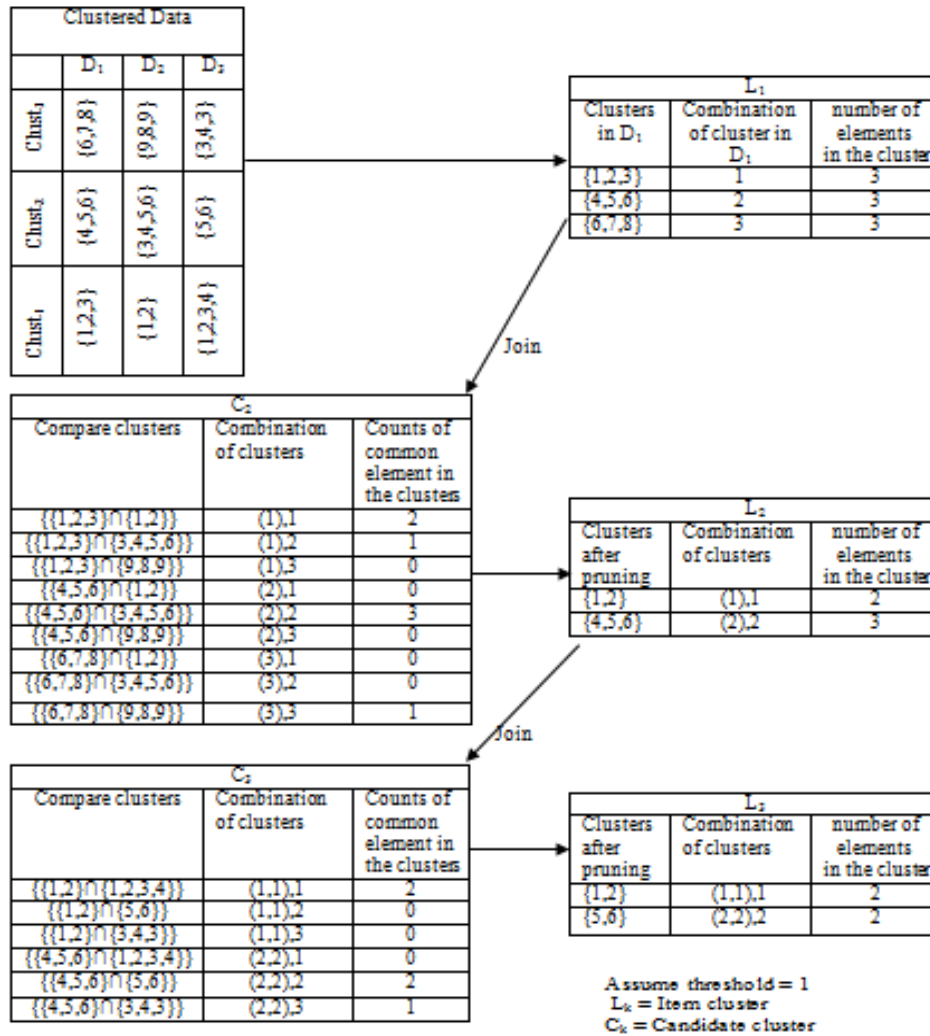 Clustered Data
D₁ D₂ D₃
Clust₃ {6,7,8} {9,8,9} {3,4,3}
Clust₂ {4,5,6} {3,4,5,6} {5,6}
Clust₁ {1,2,3} {1,2} {1,2,3,4}
L₁
Clusters in D₁ Combination of cluster in D₁ number of elements in the cluster
{1,2,3} 1 3
{4,5,6} 2 3
{6,7,8} 3 3
Join
C₂
Compare clusters Combination of clusters Counts of common element in the clusters
{{1,2,3}∩{1,2}} (1),1 2
{{1,2,3}∩{3,4,5,6}} (1),2 1
{{1,2,3}∩{9,8,9}} (1),3 0
{{4,5,6}∩{1,2}} (2),1 0
{{4,5,6}∩{3,4,5,6}} (2),2 3
{{4,5,6}∩{9,8,9}} (2),3 0
{{6,7,8}∩{1,2}} (3),1 0
{{6,7,8}∩{3,4,5,6}} (3),2 0
{{6,7,8}∩{9,8,9}} (3),3 1
L₂
Clusters after pruning Combination of clusters number of elements in the cluster
{1,2} (1),1 2
{4,5,6} (2),2 3
Join
C₃
Compare clusters Combination of clusters Counts of common element in the clusters
{{1,2}∩{1,2,3,4}} (1,1),1 2
{{1,2}∩{5,6}} (1,1),2 0
{{1,2}∩{3,4,3}} (1,1),3 0
{{4,5,6}∩{1,2,3,4}} (2,2),1 0
{{4,5,6}∩{5,6}} (2,2),2 2
{{4,5,6}∩{3,4,3}} (2,2),3 1
L₃
Clusters after pruning Combination of clusters number of elements in the cluster
{1,2} (1,1),1 2
{5,6} (2,2),2 2
Assume threshold = 1
Lₖ = Item cluster
Cₖ = Candidate cluster